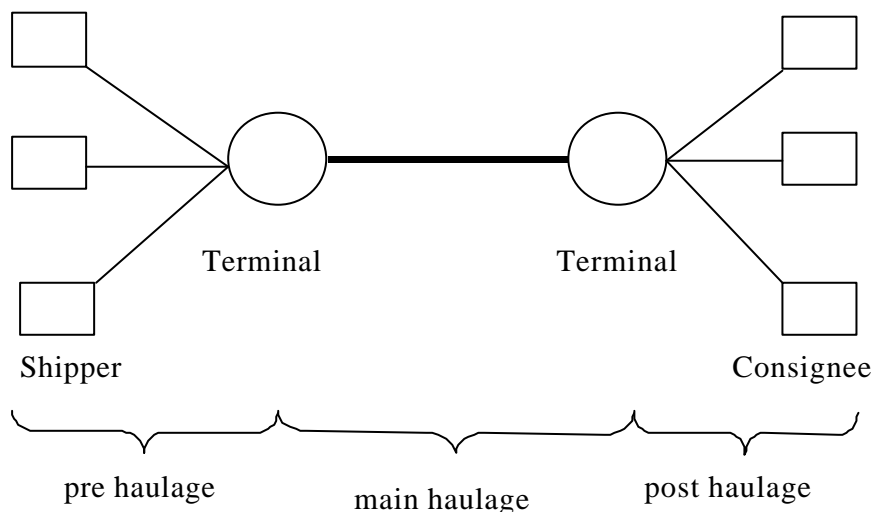 Terminal
Terminal
Shipper
Consignee
pre haulage
main haulage
post haulage